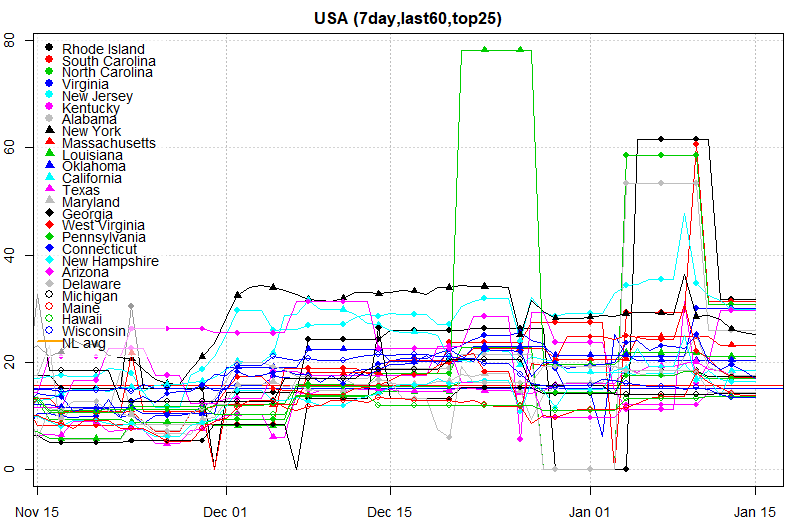 USA (7day,last60,top25)
80
60
40
20
0
Rhode Island
South Carolina
North Carolina
Virginia
New Jersey
Kentucky
Alabama
New York
Massachusetts
Louisiana
Oklahoma
California
Texas
Maryland
Georgia
West Virginia
Pennsylvania
Connecticut
New Hampshire
Arizona
Delaware
Michigan
Maine
Hawaii
Wisconsin
NL avg
Nov 15 Dec 01 Dec 15 Jan 01 Jan 15